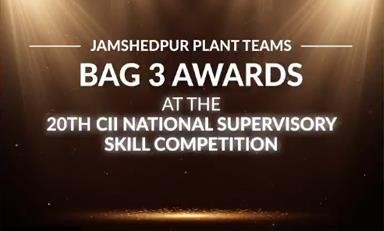 JAMSHEDPUR PLANT TEAMS
BAG 3 AWARDS
AT THE
20TH CII NATIONAL SUPERVISORY
SKILL COMPETITION